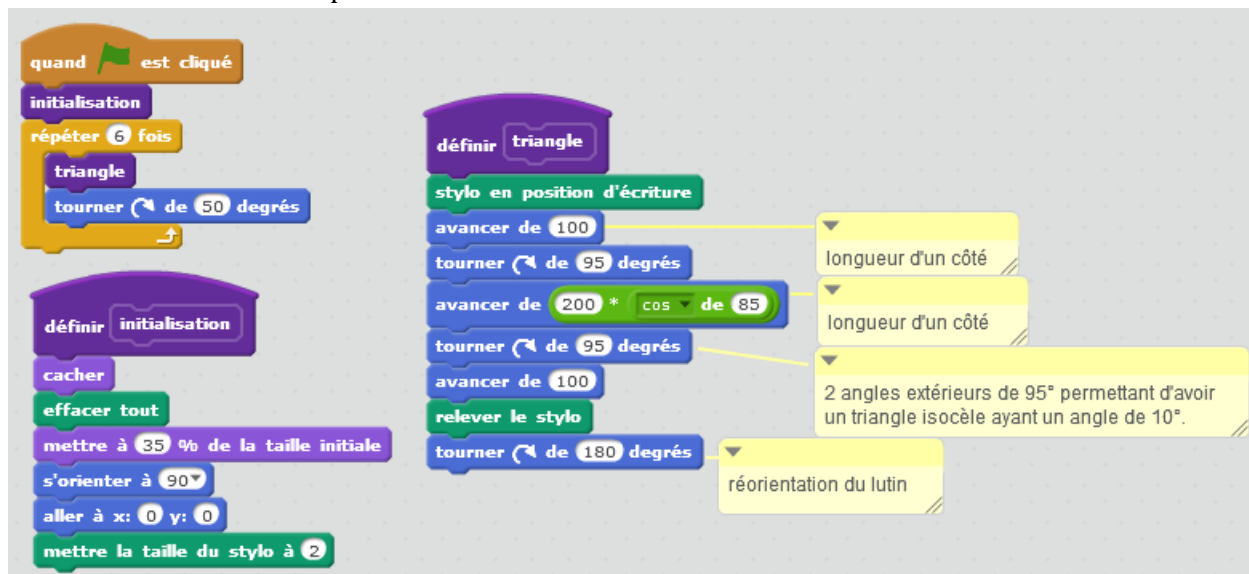 quand est cliqué
initialisation
répéter 6 fois
triangle
tourner de 50 degrés
définir initialisation
cacher
effacer tout
mettre à 35 % de la taille initiale
s'orienter à 90
aller à x: 0 y: 0
mettre la taille du stylo à 2
définir triangle
stylo en position d'écriture
avancer de 100
tourner de 95 degrés
avancer de 200 * cos de 85
tourner de 95 degrés
avancer de 100
relever le stylo
tourner de 180 degrés
longueur d'un côté
longueur d'un côté
2 angles extérieurs de 95° permettant d'avoir
un triangle isocèle ayant un angle de 10°.
réorientation du lutin